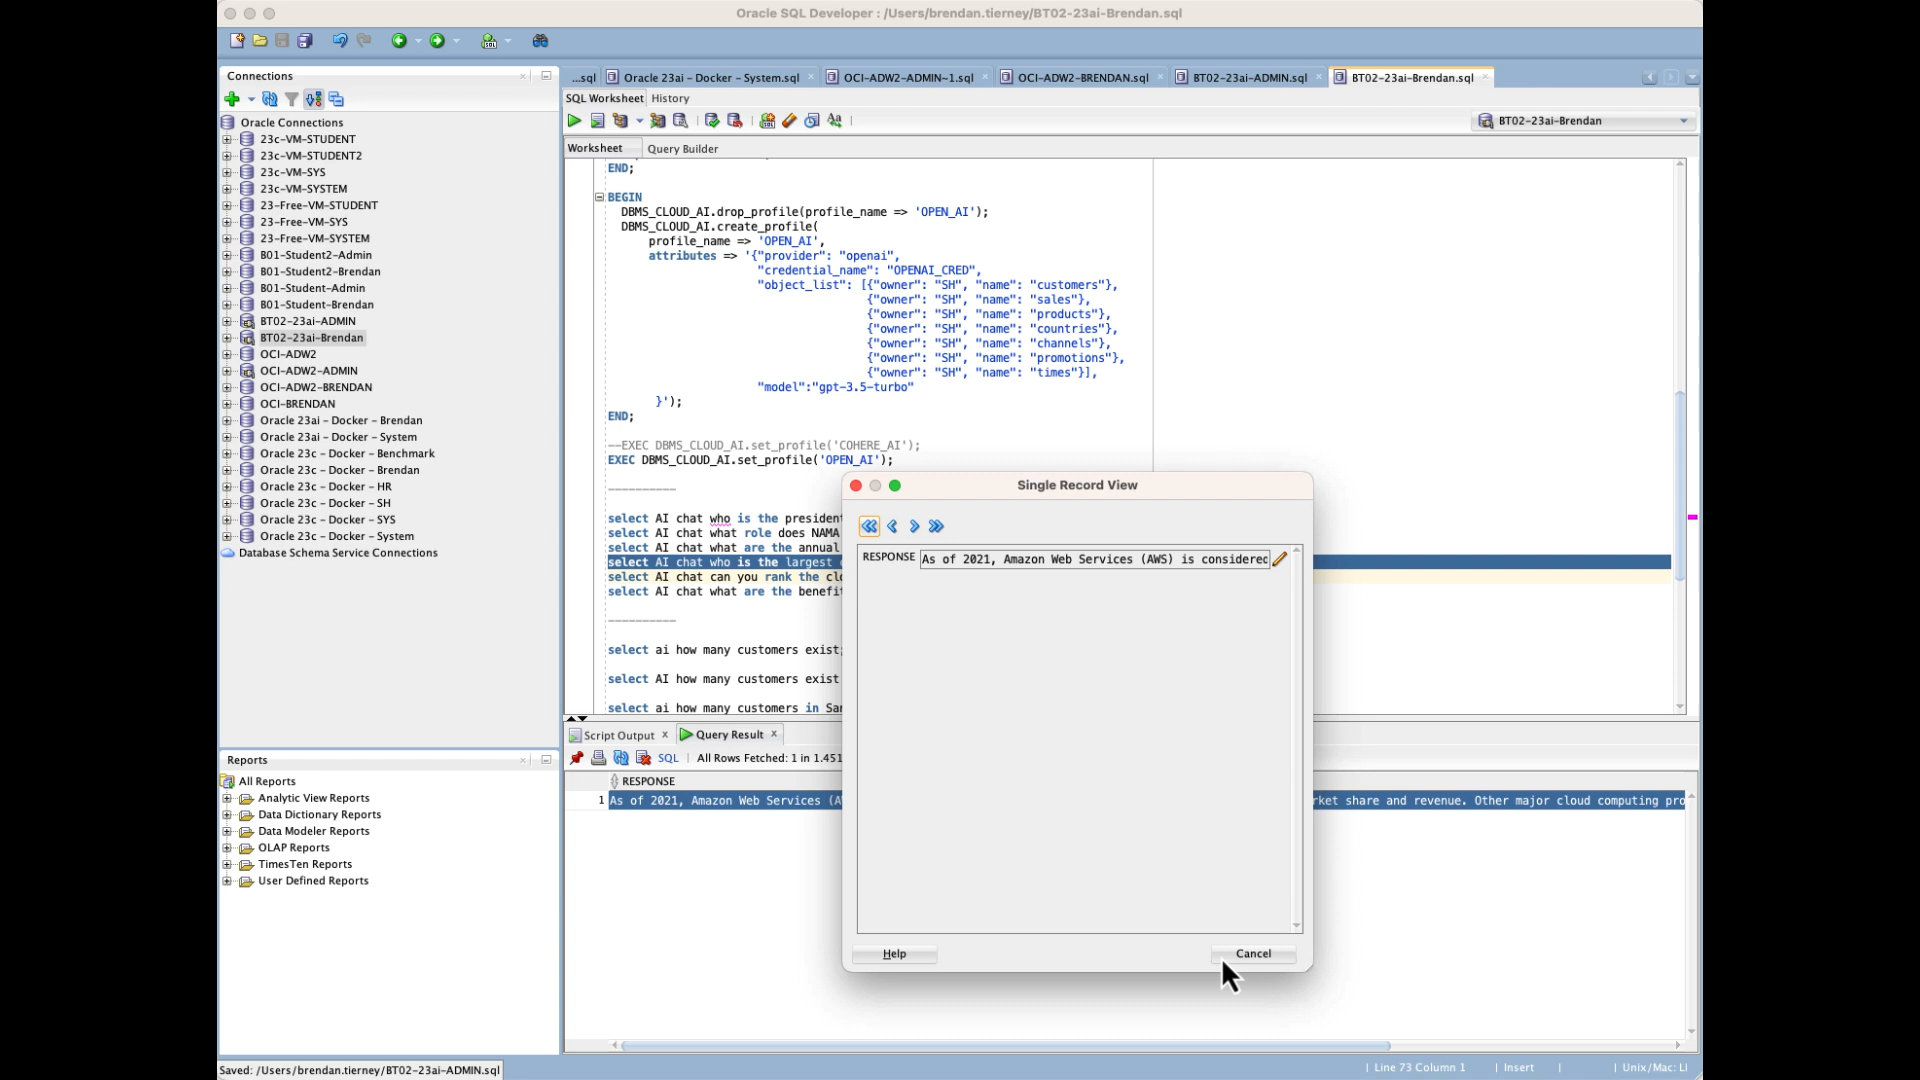 Oracle SQL Developer : /Users/brendan.tierney/BT02-23ai-Brendan.sql
Connections
Oracle Connections
23c-VM-STUDENT
23c-VM-STUDENT2
23c-VM-SYS
23c-VM-SYSTEM
23-Free-VM-STUDENT
23-Free-VM-SYS
23-Free-VM-SYSTEM
B01-Student2-Admin
B01-Student2-Brendan
B01-Student-Admin
B01-Student-Brendan
BT02-23ai-ADMIN
BT02-23ai-Brendan
OCI-ADW2
OCI-ADW2-ADMIN
OCI-ADW2-BRENDAN
OCI-BRENDAN
Oracle 23ai - Docker - Brendan
Oracle 23ai - Docker - System
Oracle 23c - Docker - Benchmark
Oracle 23c - Docker - Brendan
Oracle 23c - Docker - HR
Oracle 23c - Docker - SH
Oracle 23c - Docker - SYS
Oracle 23c - Docker - System
Database Schema Service Connections
Reports
All Reports
Analytic View Reports
Data Dictionary Reports
Data Modeler Reports
OLAP Reports
TimesTen Reports
User Defined Reports
...sql Oracle 23ai - Docker - System.sql OCI-ADW2-ADMIN~1.sql OCI-ADW2-BRENDAN.sql BT02-23ai-ADMIN.sql BT02-23ai-Brendan.sql
SQL Worksheet History
BT02-23ai-Brendan
Worksheet Query Builder
END;
BEGIN
DBMS_CLOUD_AI.drop_profile(profile_name => 'OPEN_AI');
DBMS_CLOUD_AI.create_profile(
profile_name => 'OPEN_AI',
attributes => '{"provider": "openai",
"credential_name": "OPENAI_CRED",
"object_list": [{"owner": "SH", "name": "customers"},
{"owner": "SH", "name": "sales"},
{"owner": "SH", "name": "products"},
{"owner": "SH", "name": "countries"},
{"owner": "SH", "name": "channels"},
{"owner": "SH", "name": "promotions"},
{"owner": "SH", "name": "times"}],
"model":"gpt-3.5-turbo"
}');
END;
--EXEC DBMS_CLOUD_AI.set_profile('COHERE_AI');
EXEC DBMS_CLOUD_AI.set_profile('OPEN_AI');
----------
select AI chat who is the president
select AI chat what role does NAMA
select AI chat what are the annual
select AI chat who is the largest
select AI chat can you rank the clo
select AI chat what are the benefit
----------
select ai how many customers exist;
select AI how many customers exist
select ai how many customers in San
Single Record View
RESPONSE As of 2021, Amazon Web Services (AWS) is considered
Help Cancel
Script Output Query Result
SQL All Rows Fetched: 1 in 1.451
RESPONSE
1 As of 2021, Amazon Web Services (A rket share and revenue. Other major cloud computing pro
Saved: /Users/brendan.tierney/BT02-23ai-ADMIN.sql
Line 73 Column 1 Insert Unix/Mac: LI